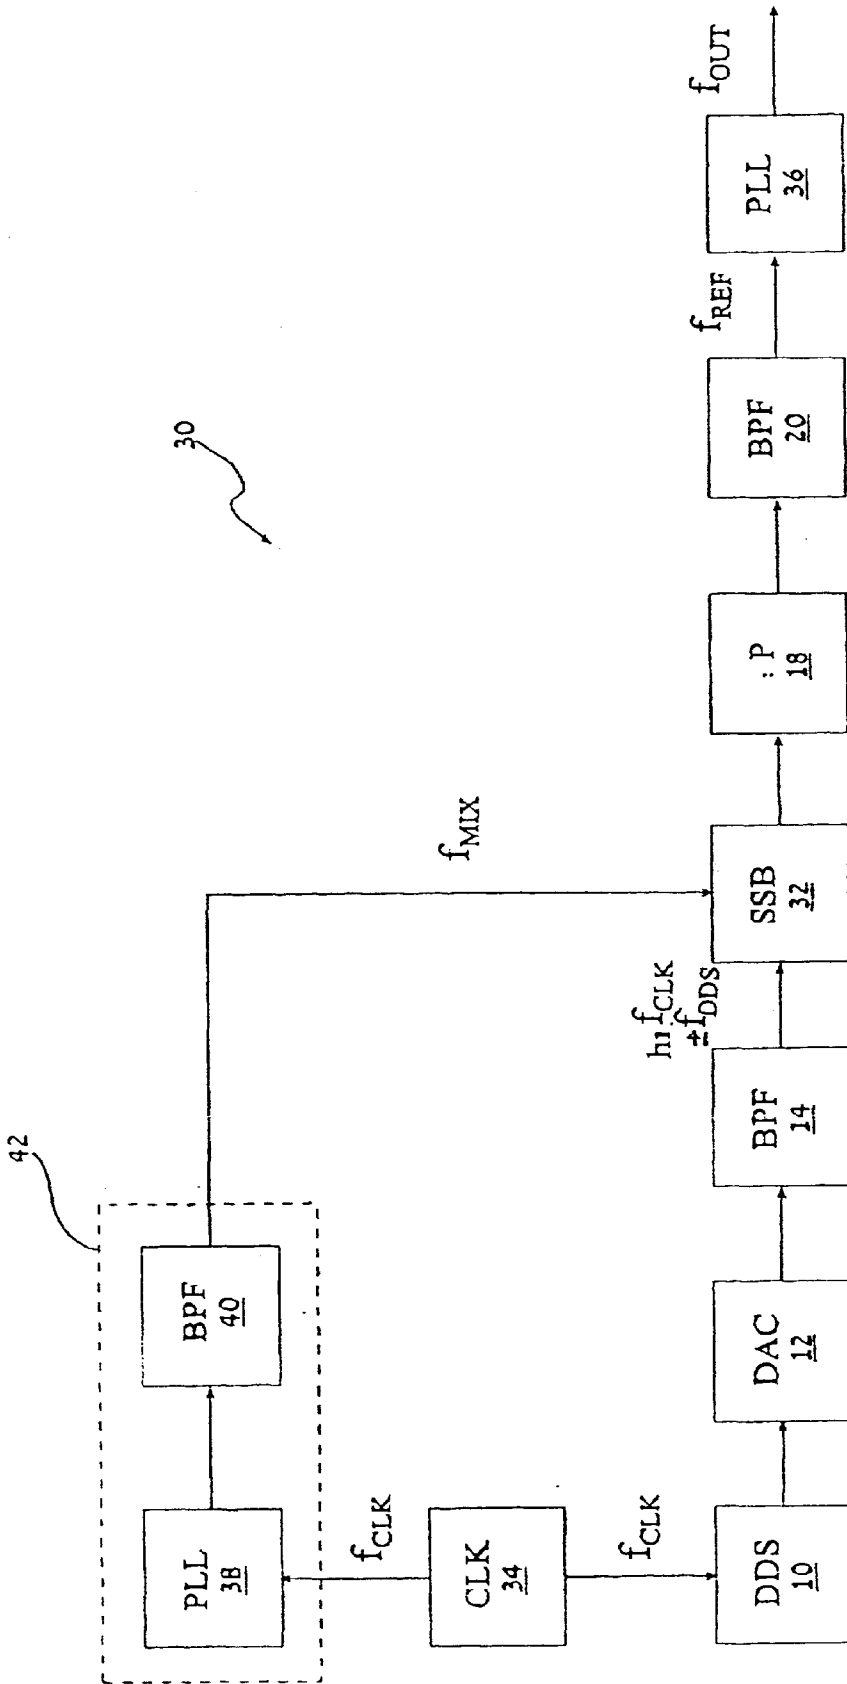 42
30
PLL
38
BPF
40
f_CLK
f_MIX
CLK
34
f_CLK
h₁ f_CLK
± f_DDS
f_REF
f_OUT
DDS
10
DAC
12
BPF
14
SSB
32
: P
18
BPF
20
PLL
36